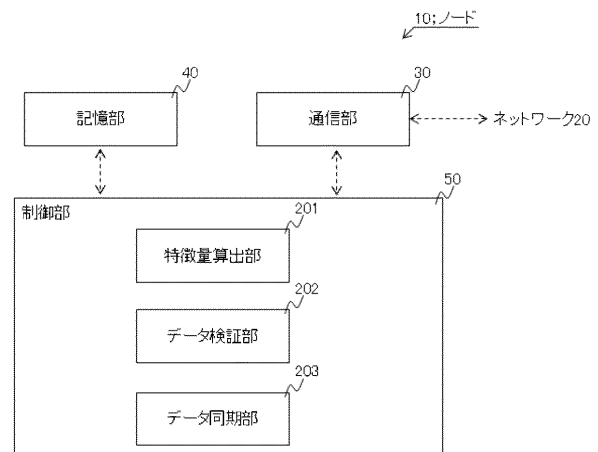 10;ノード
40
記憶部
30
通信部
ネットワーク20
50
制御部
201
特徴量算出部
202
データ検証部
203
データ同期部